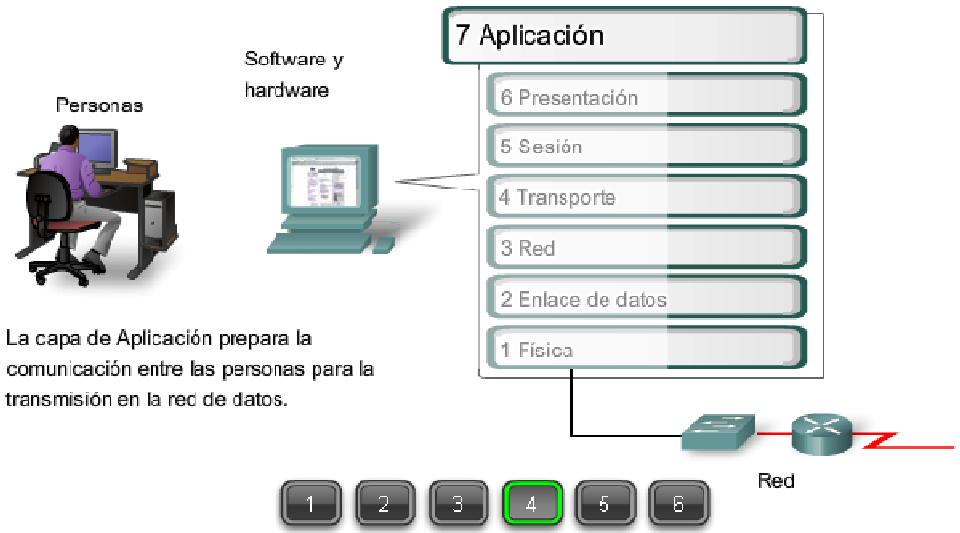 7 Aplicación
Software y
hardware
Personas
6 Presentación
5 Sesión
4 Transporte
3 Red
2 Enlace de datos
1 Física
La capa de Aplicación prepara la
comunicación entre las personas para la
transmisión en la red de datos.
Red
1 2 3 4 5 6